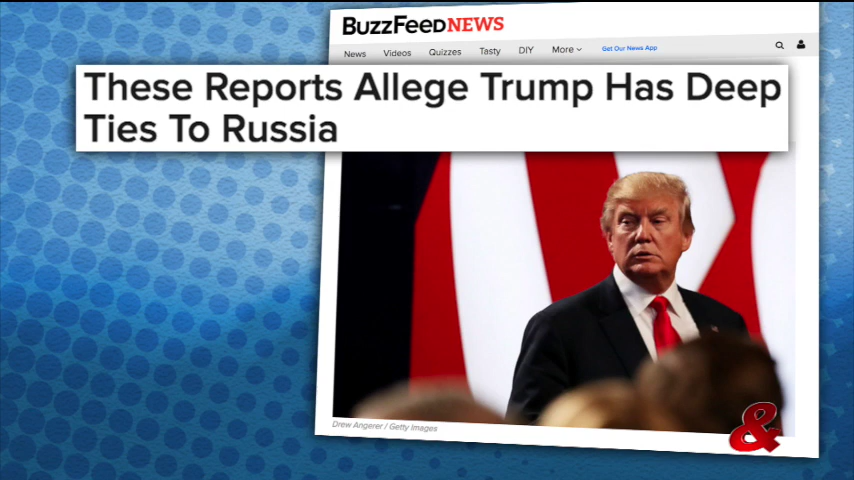 BuzzFeedNEWS
News Videos Quizzes Tasty DIY More Get Our News App
These Reports Allege Trump Has Deep
Ties To Russia
Drew Angerer / Getty Images
&